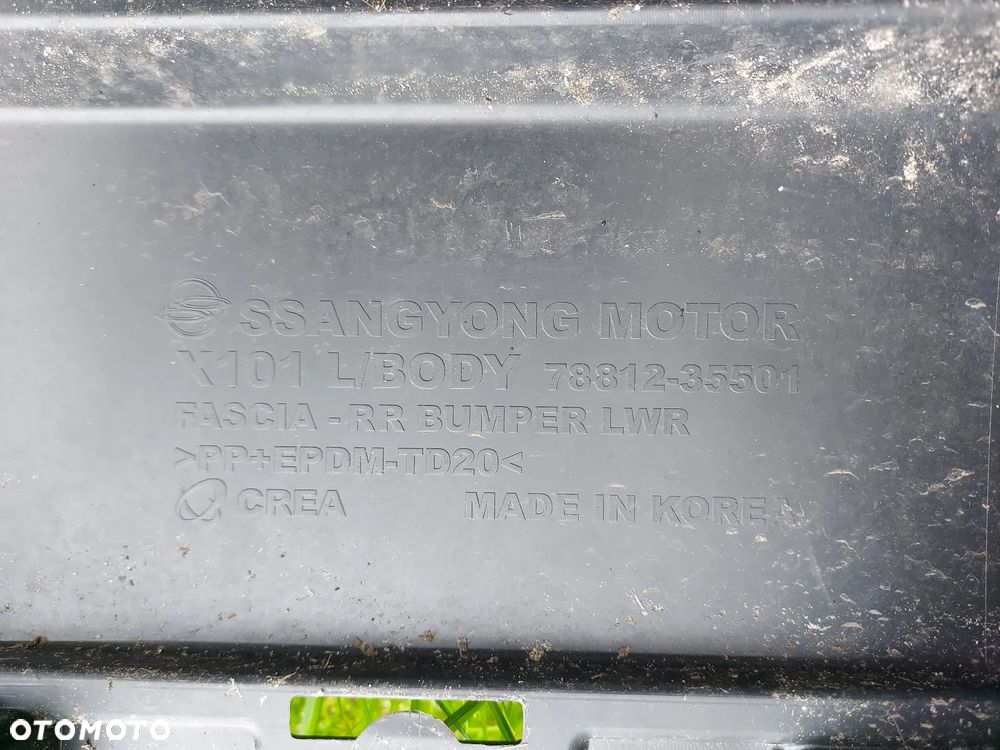 SSANGYONG MOTOR
X101 L/BODY 78812-35501
FASCIA - RR BUMPER LWR
>PP+EPDM-TD20<
CREA MADE IN KOREA
OTOMOTO